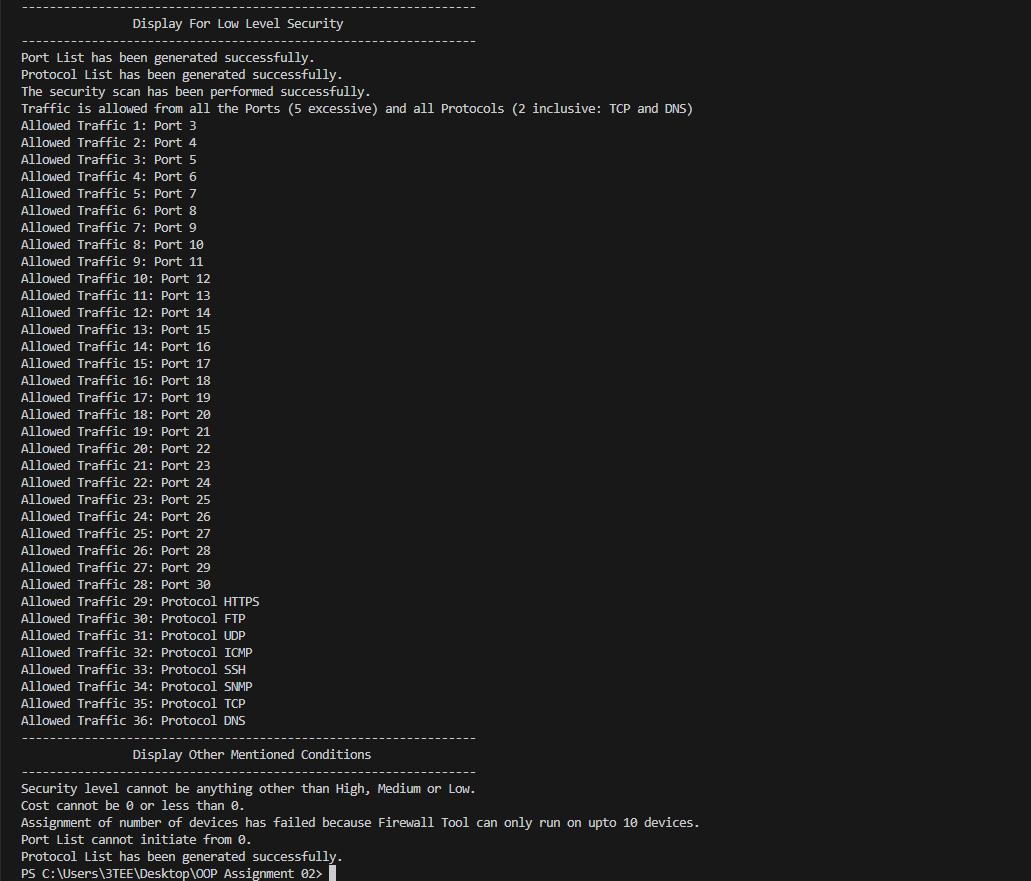 -----------------------------------------------------------------
Display For Low Level Security
-----------------------------------------------------------------
Port List has been generated successfully.
Protocol List has been generated successfully.
The security scan has been performed successfully.
Traffic is allowed from all the Ports (5 excessive) and all Protocols (2 inclusive: TCP and DNS)
Allowed Traffic 1: Port 3
Allowed Traffic 2: Port 4
Allowed Traffic 3: Port 5
Allowed Traffic 4: Port 6
Allowed Traffic 5: Port 7
Allowed Traffic 6: Port 8
Allowed Traffic 7: Port 9
Allowed Traffic 8: Port 10
Allowed Traffic 9: Port 11
Allowed Traffic 10: Port 12
Allowed Traffic 11: Port 13
Allowed Traffic 12: Port 14
Allowed Traffic 13: Port 15
Allowed Traffic 14: Port 16
Allowed Traffic 15: Port 17
Allowed Traffic 16: Port 18
Allowed Traffic 17: Port 19
Allowed Traffic 18: Port 20
Allowed Traffic 19: Port 21
Allowed Traffic 20: Port 22
Allowed Traffic 21: Port 23
Allowed Traffic 22: Port 24
Allowed Traffic 23: Port 25
Allowed Traffic 24: Port 26
Allowed Traffic 25: Port 27
Allowed Traffic 26: Port 28
Allowed Traffic 27: Port 29
Allowed Traffic 28: Port 30
Allowed Traffic 29: Protocol HTTPS
Allowed Traffic 30: Protocol FTP
Allowed Traffic 31: Protocol UDP
Allowed Traffic 32: Protocol ICMP
Allowed Traffic 33: Protocol SSH
Allowed Traffic 34: Protocol SNMP
Allowed Traffic 35: Protocol TCP
Allowed Traffic 36: Protocol DNS
-----------------------------------------------------------------
Display Other Mentioned Conditions
-----------------------------------------------------------------
Security level cannot be anything other than High, Medium or Low.
Cost cannot be 0 or less than 0.
Assignment of number of devices has failed because Firewall Tool can only run on upto 10 devices.
Port List cannot initiate from 0.
Protocol List has been generated successfully.
PS C:\Users\3TEE\Desktop\OOP Assignment 02>